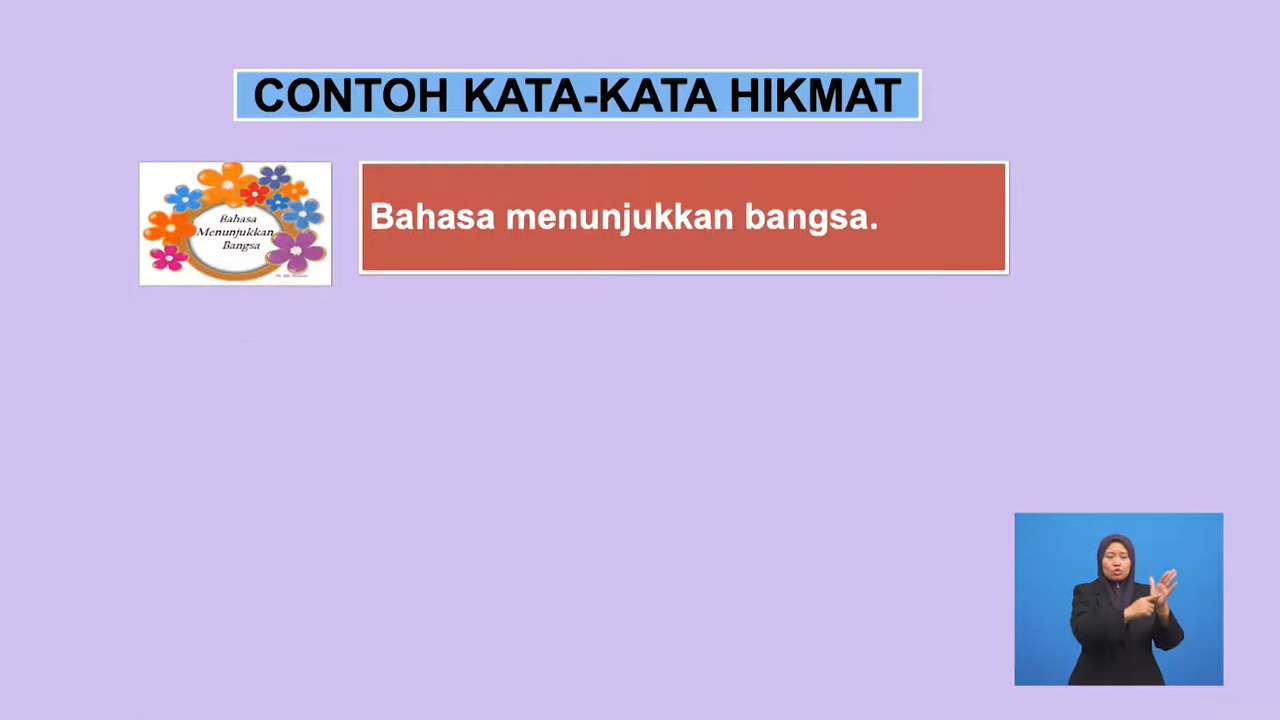 CONTOH KATA-KATA HIKMAT
Bahasa
Menunjukkan
Bangsa
Bahasa menunjukkan bangsa.